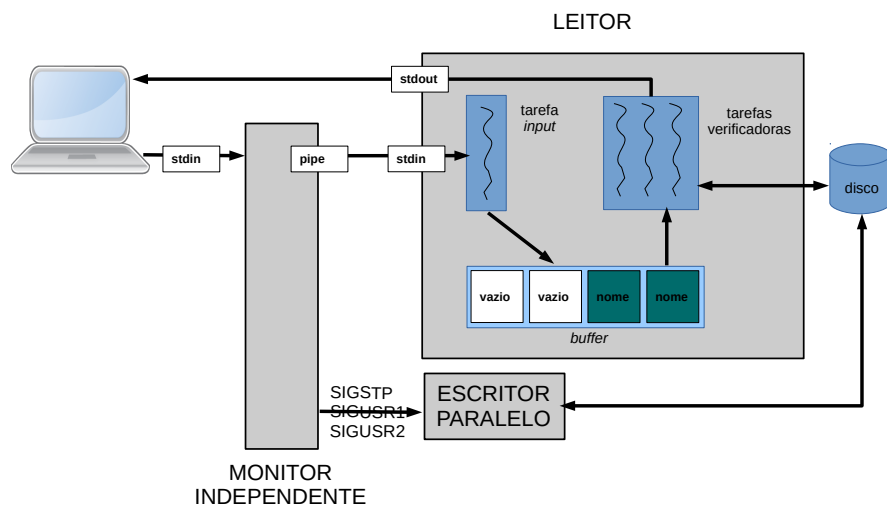 LEITOR
stdout
tarefa
input
tarefas
verificadoras
stdin
pipe
stdin
disco
vazio
vazio
nome
nome
buffer
SIGSTP
SIGUSR1
SIGUSR2
ESCRITOR
PARALELO
MONITOR
INDEPENDENTE